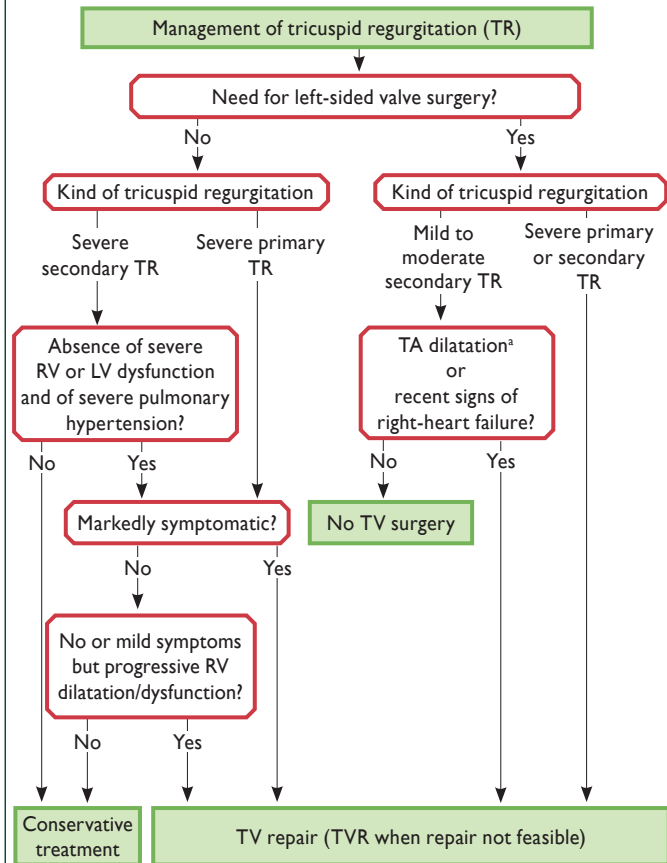 Management of tricuspid regurgitation (TR)
Need for left-sided valve surgery?
No
Yes
Kind of tricuspid regurgitation
Kind of tricuspid regurgitation
Severe
secondary TR
Severe primary
TR
Mild to
moderate
secondary TR
Severe primary
or secondary
TR
Absence of severe
RV or LV dysfunction
and of severe pulmonary
hypertension?
TA dilatationᵃ
or
recent signs of
right-heart failure?
No
Yes
No
Yes
Markedly symptomatic?
No TV surgery
No
Yes
No or mild symptoms
but progressive RV
dilatation/dysfunction?
No
Yes
Conservative
treatment
TV repair (TVR when repair not feasible)